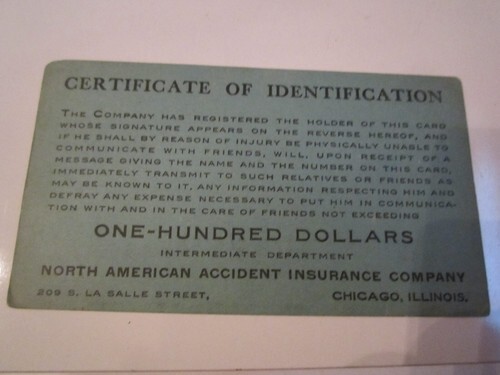 CERTIFICATE OF IDENTIFICATION
THE COMPANY HAS REGISTERED THE HOLDER OF THIS CARD
WHOSE SIGNATURE APPEARS ON THE REVERSE HEREOF, AND
IF HE SHALL BY REASON OF INJURY BE PHYSICALLY UNABLE TO
COMMUNICATE WITH FRIENDS, WILL, UPON RECEIPT OF A
MESSAGE GIVING THE NAME AND THE NUMBER ON THIS CARD,
IMMEDIATELY TRANSMIT TO SUCH RELATIVES OR FRIENDS AS
MAY BE KNOWN TO IT, ANY INFORMATION RESPECTING HIM AND
DEFRAY ANY EXPENSE NECESSARY TO PUT HIM IN COMMUNICA-
TION WITH AND IN THE CARE OF FRIENDS NOT EXCEEDING
ONE-HUNDRED DOLLARS
INTERMEDIATE DEPARTMENT
NORTH AMERICAN ACCIDENT INSURANCE COMPANY
209 S. LA SALLE STREET, CHICAGO, ILLINOIS.